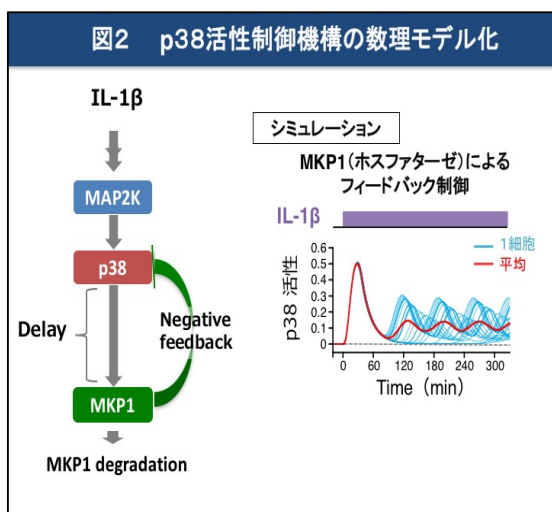 図2　p38活性制御機構の数理モデル化
IL-1β
MAP2K
p38
Delay
Negative
feedback
MKP1
MKP1 degradation
シミュレーション
MKP1(ホスファターゼ)による
フィードバック制御
IL-1β
1細胞
平均
p38 活性
0.6
0.5
0.4
0.3
0.2
0.1
0
0 60 120 180 240 300
Time (min)